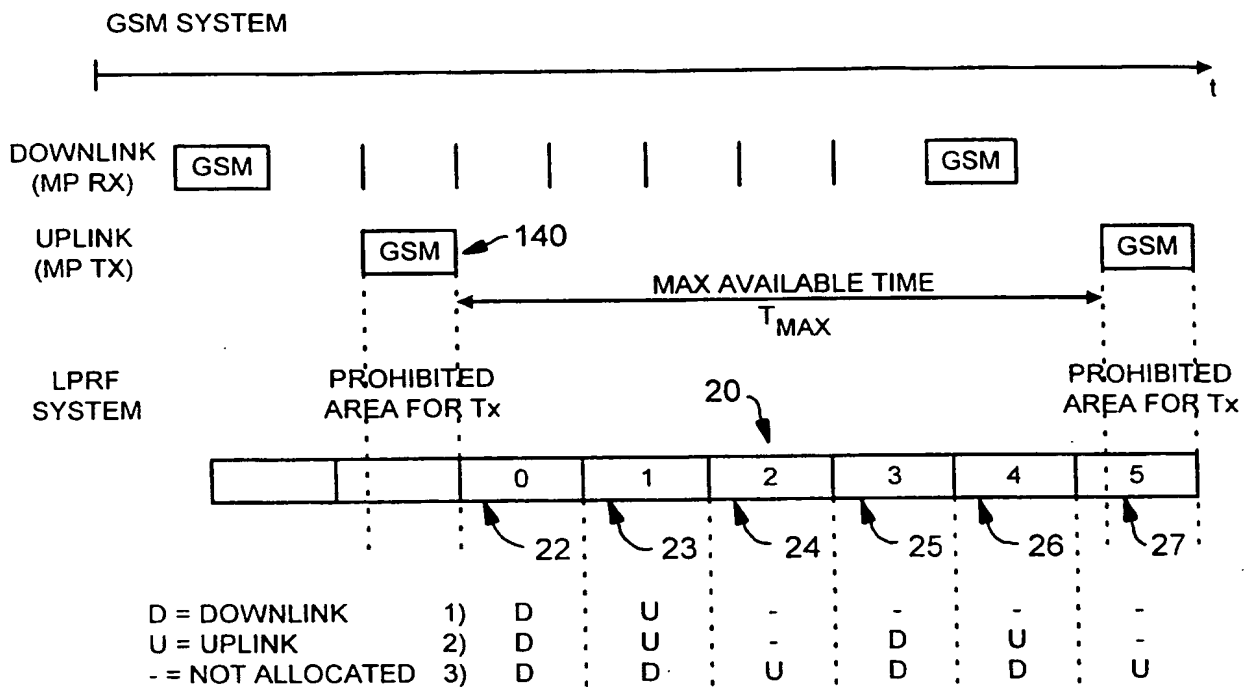 GSM SYSTEM
t
DOWNLINK
(MP RX)
GSM
GSM
UPLINK
(MP TX)
GSM
140
GSM
MAX AVAILABLE TIME
TMAX
LPRF
SYSTEM
PROHIBITED
AREA FOR Tx
20
PROHIBITED
AREA FOR Tx
0 1 2 3 4 5
22 23 24 25 26 27
D = DOWNLINK 1) D U - - - -
U = UPLINK 2) D U - D U -
- = NOT ALLOCATED 3) D D U D D U